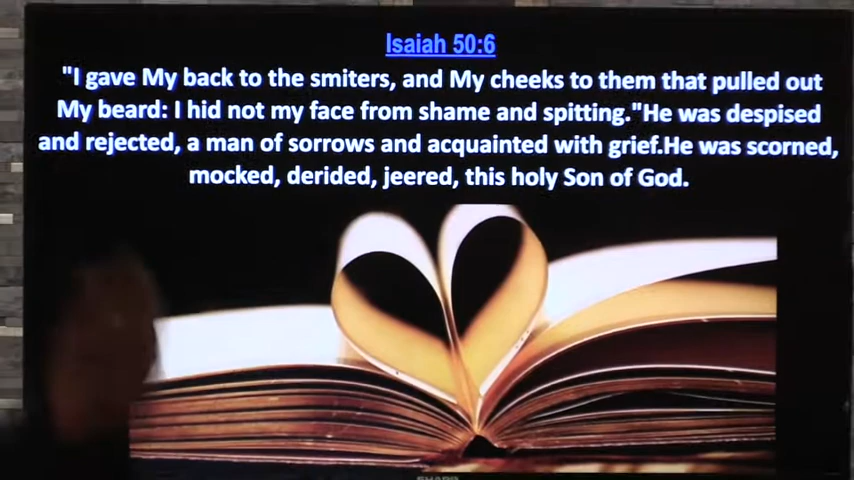 Isaiah 50:6
"I gave My back to the smiters, and My cheeks to them that pulled out
My beard: I hid not my face from shame and spitting."He was despised
and rejected, a man of sorrows and acquainted with grief.He was scorned,
mocked, derided, jeered, this holy Son of God.
SHARP